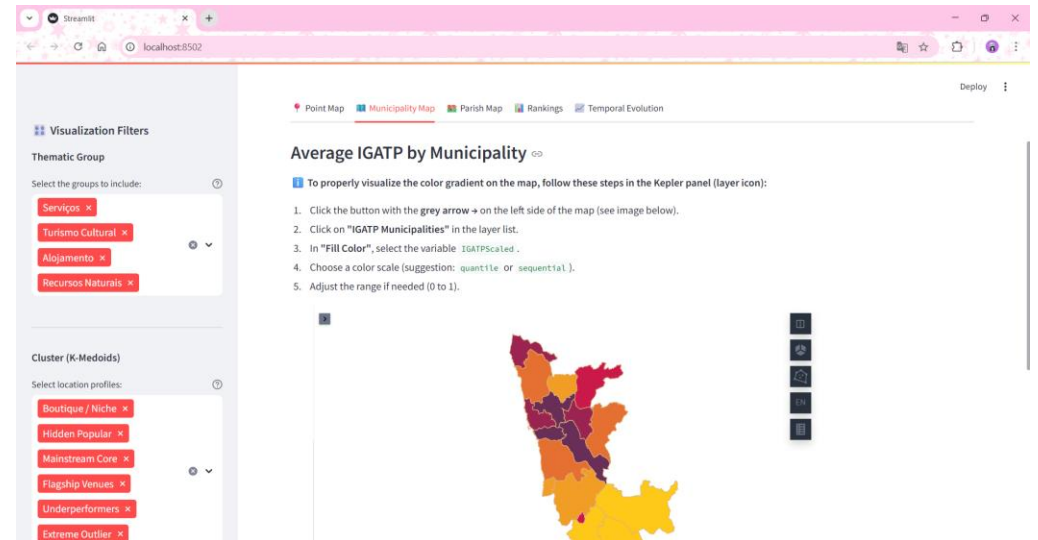 Streamlit
localhost:8502
Deploy
Point Map Municipality Map Parish Map Rankings Temporal Evolution
Visualization Filters
Thematic Group
Select the groups to include:
Serviços ×
Turismo Cultural ×
Alojamento ×
Recursos Naturais ×
Cluster (K-Medoids)
Select location profiles:
Boutique / Niche ×
Hidden Popular ×
Mainstream Core ×
Flagship Venues ×
Underperformers ×
Extreme Outlier ×
Average IGATP by Municipality
To properly visualize the color gradient on the map, follow these steps in the Kepler panel (layer icon):
1. Click the button with the grey arrow → on the left side of the map (see image below).
2. Click on "IGATP Municipalities" in the layer list.
3. In "Fill Color", select the variable IGATPScaled .
4. Choose a color scale (suggestion: quantile or sequential ).
5. Adjust the range if needed (0 to 1).
EN